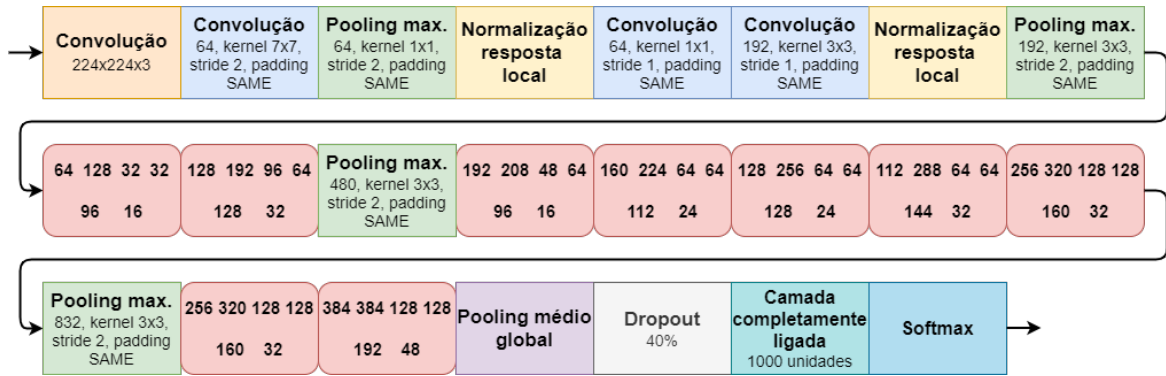 Convolução
224x224x3
Convolução
64, kernel 7x7,
stride 2, padding
SAME
Pooling max.
64, kernel 1x1,
stride 2, padding
SAME
Normalização
resposta
local
Convolução
64, kernel 1x1,
stride 1, padding
SAME
Convolução
192, kernel 3x3,
stride 1, padding
SAME
Normalização
resposta
local
Pooling max.
192, kernel 3x3,
stride 2, padding
SAME
64 128 32 32
96 16
128 192 96 64
128 32
Pooling max.
480, kernel 3x3,
stride 2, padding
SAME
192 208 48 64
96 16
160 224 64 64
112 24
128 256 64 64
128 24
112 288 64 64
144 32
256 320 128 128
160 32
Pooling max.
832, kernel 3x3,
stride 2, padding
SAME
256 320 128 128
160 32
384 384 128 128
192 48
Pooling médio
global
Dropout
40%
Camada
completamente
ligada
1000 unidades
Softmax